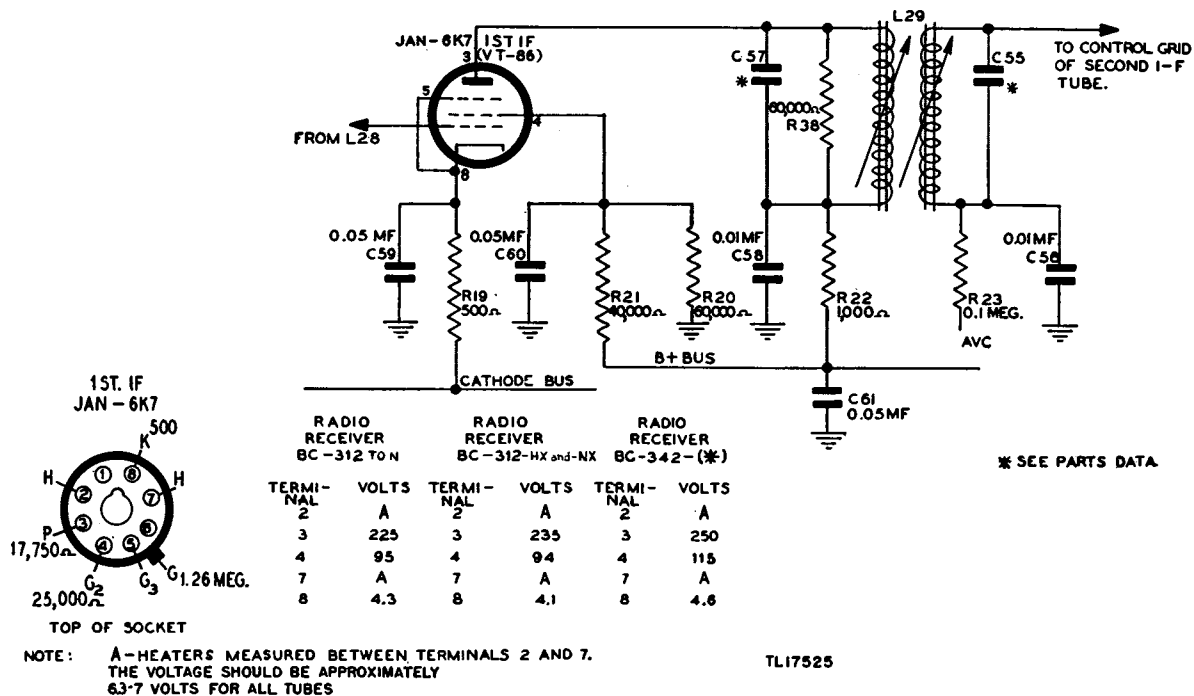 L29
JAN-6K7 1ST IF
3 (VT-86)
C57
*
60,000Ω
R38
C55
*
TO CONTROL GRID
OF SECOND I-F
TUBE.
5
4
FROM L28
8
0.05 MF
C59
R19
500Ω
0.05MF
C60
R21
40,000Ω
R20
60,000Ω
0.01MF
C58
R22
1,000Ω
R23
0.1 MEG.
AVC
0.01MF
C56
B+ BUS
CATHODE BUS
C61
0.05MF
* SEE PARTS DATA
1ST. IF
JAN-6K7
K 500
H
H
P
17,750Ω
1
2
3
4
5
6
7
8
G2
25,000Ω
G3
G 1.26 MEG.
TOP OF SOCKET
RADIO
RECEIVER
BC-312 TO N
RADIO
RECEIVER
BC-312-HX and-NX
RADIO
RECEIVER
BC-342-(*)
TERMI-
NAL VOLTS TERMI-
NAL VOLTS TERMI-
NAL VOLTS
2 A 2 A 2 A
3 225 3 235 3 250
4 95 4 94 4 115
7 A 7 A 7 A
8 4.3 8 4.1 8 4.6
NOTE: A-HEATERS MEASURED BETWEEN TERMINALS 2 AND 7.
THE VOLTAGE SHOULD BE APPROXIMATELY
6.3-7 VOLTS FOR ALL TUBES
TL17525